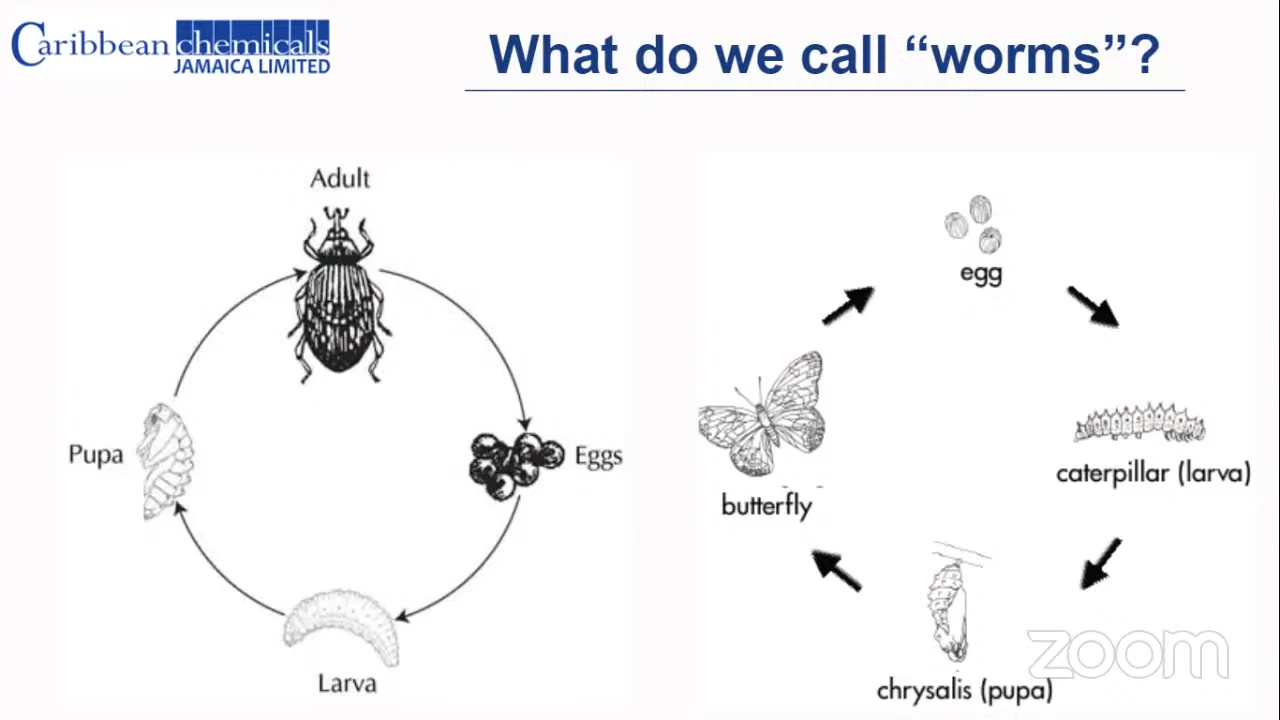 Caribbean chemicals
JAMAICA LIMITED
What do we call “worms”?
Adult
Pupa
Eggs
Larva
egg
caterpillar (larva)
butterfly
chrysalis (pupa)
zoom